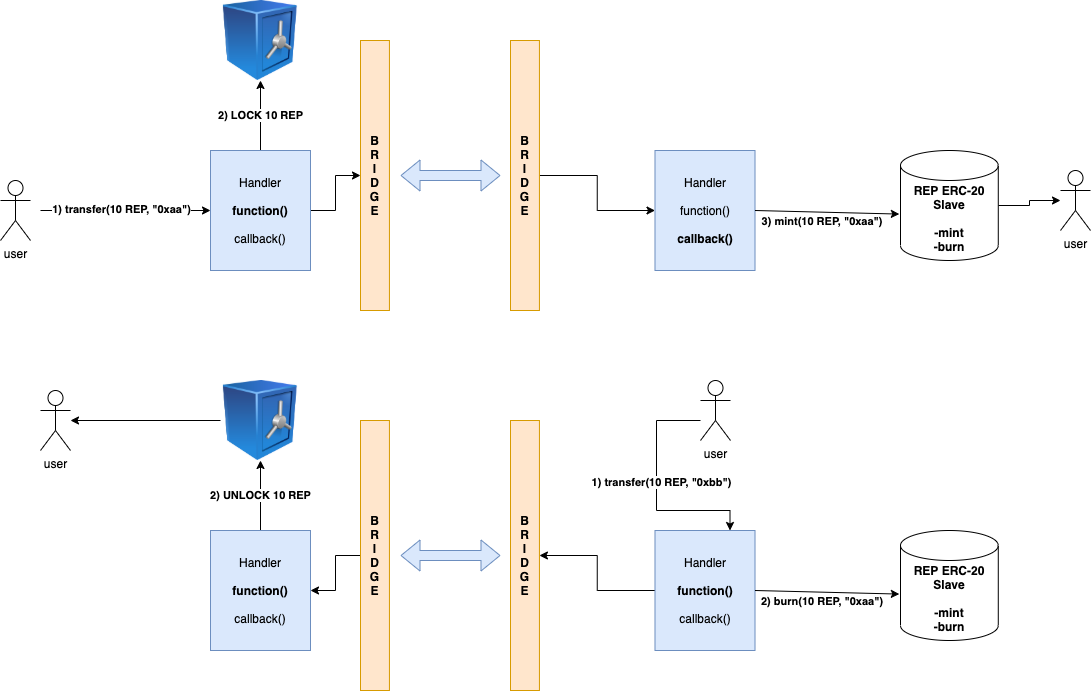 2) LOCK 10 REP
1) transfer(10 REP, "0xaa")
user
Handler
function()
callback()
B
R
I
D
G
E
B
R
I
D
G
E
Handler
function()
callback()
3) mint(10 REP, "0xaa")
REP ERC-20
Slave
-mint
-burn
user
user
2) UNLOCK 10 REP
Handler
function()
callback()
B
R
I
D
G
E
B
R
I
D
G
E
user
1) transfer(10 REP, "0xbb")
Handler
function()
callback()
2) burn(10 REP, "0xaa")
REP ERC-20
Slave
-mint
-burn